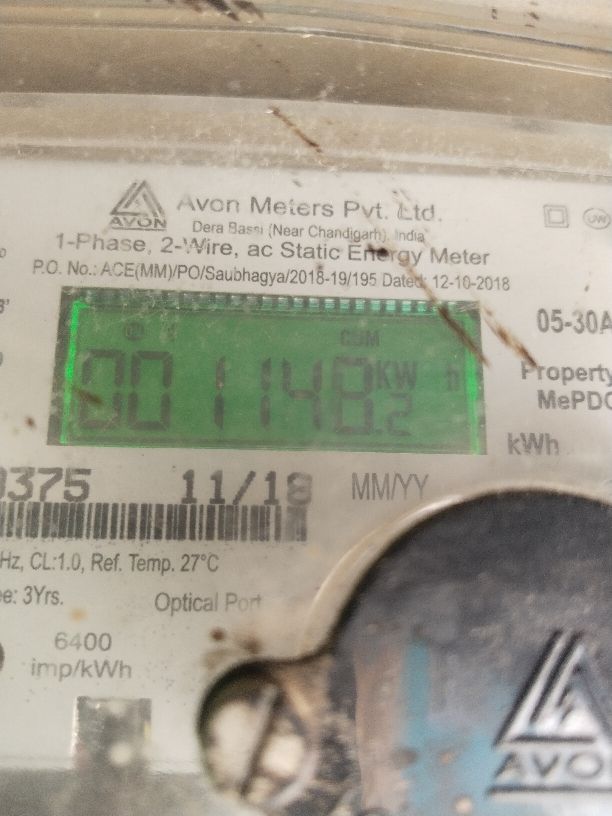 AVON
Avon Meters Pvt. Ltd.
Dera Bassi (Near Chandigarh), India
1-Phase, 2-Wire, ac Static Energy Meter
P.O. No.: ACE(MM)/PO/Saubhagya/2018-19/195 Dated: 12-10-2018
CUM
001148.2 KW h
05-30A
Property
MePDC
kWh
0375 11/18 MM/YY
Hz, CL:1.0, Ref. Temp. 27°C
e: 3Yrs.
Optical Port
6400
imp/kWh
AVON